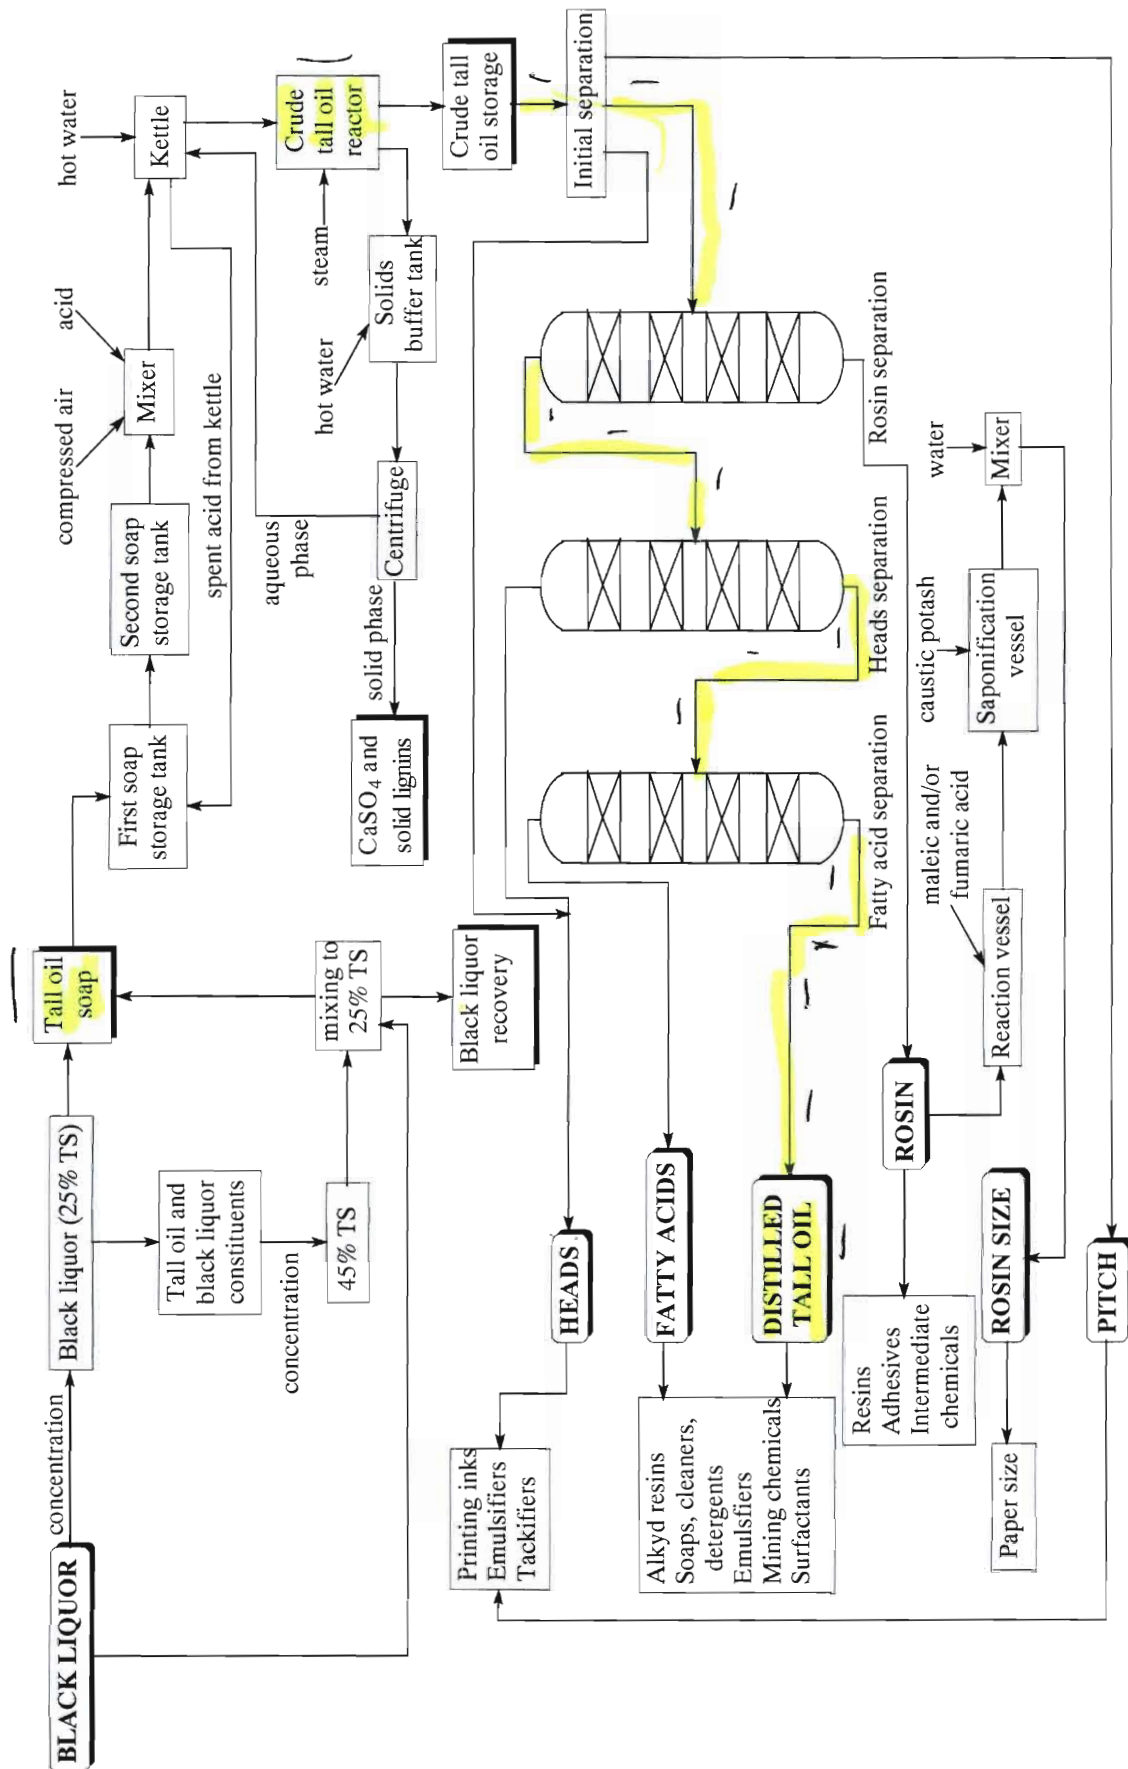 BLACK LIQUOR
concentration
Black liquor (25% TS)
Tall oil
soap
First soap
storage tank
Second soap
storage tank
compressed air
acid
Mixer
hot water
Kettle
spent acid from kettle
Tall oil and
black liquor
constituents
concentration
45% TS
mixing to
25% TS
Black liquor
recovery
aqueous
phase
steam
Crude
tall oil
reactor
hot water
Solids
buffer tank
Centrifuge
solid phase
CaSO₄ and
solid lignins
Crude tall
oil storage
Initial separation
Printing inks
Emulsifiers
Tackifiers
HEADS
Alkyd resins
Soaps, cleaners,
detergents
Emulsfiers
Mining chemicals
Surfactants
FATTY ACIDS
DISTILLED
TALL OIL
Fatty acid separation
Heads separation
Rosin separation
Resins
Adhesives
Intermediate
chemicals
ROSIN
maleic and/or
fumaric acid
Reaction vessel
caustic potash
Saponification
vessel
water
Mixer
Paper size
ROSIN SIZE
PITCH